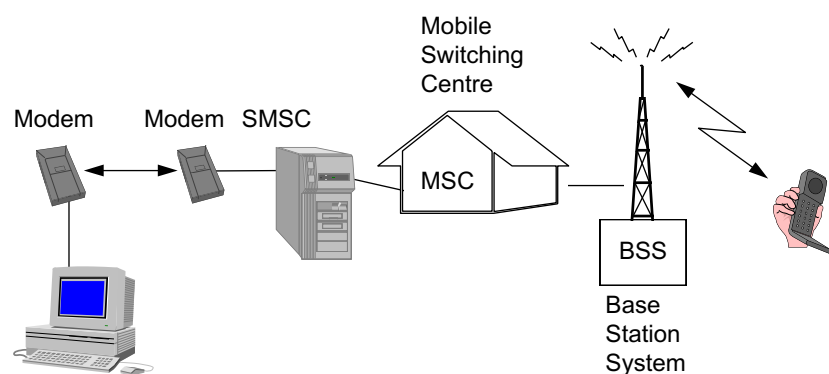 Mobile
Switching
Centre
Modem
Modem
SMSC
MSC
BSS
Base
Station
System